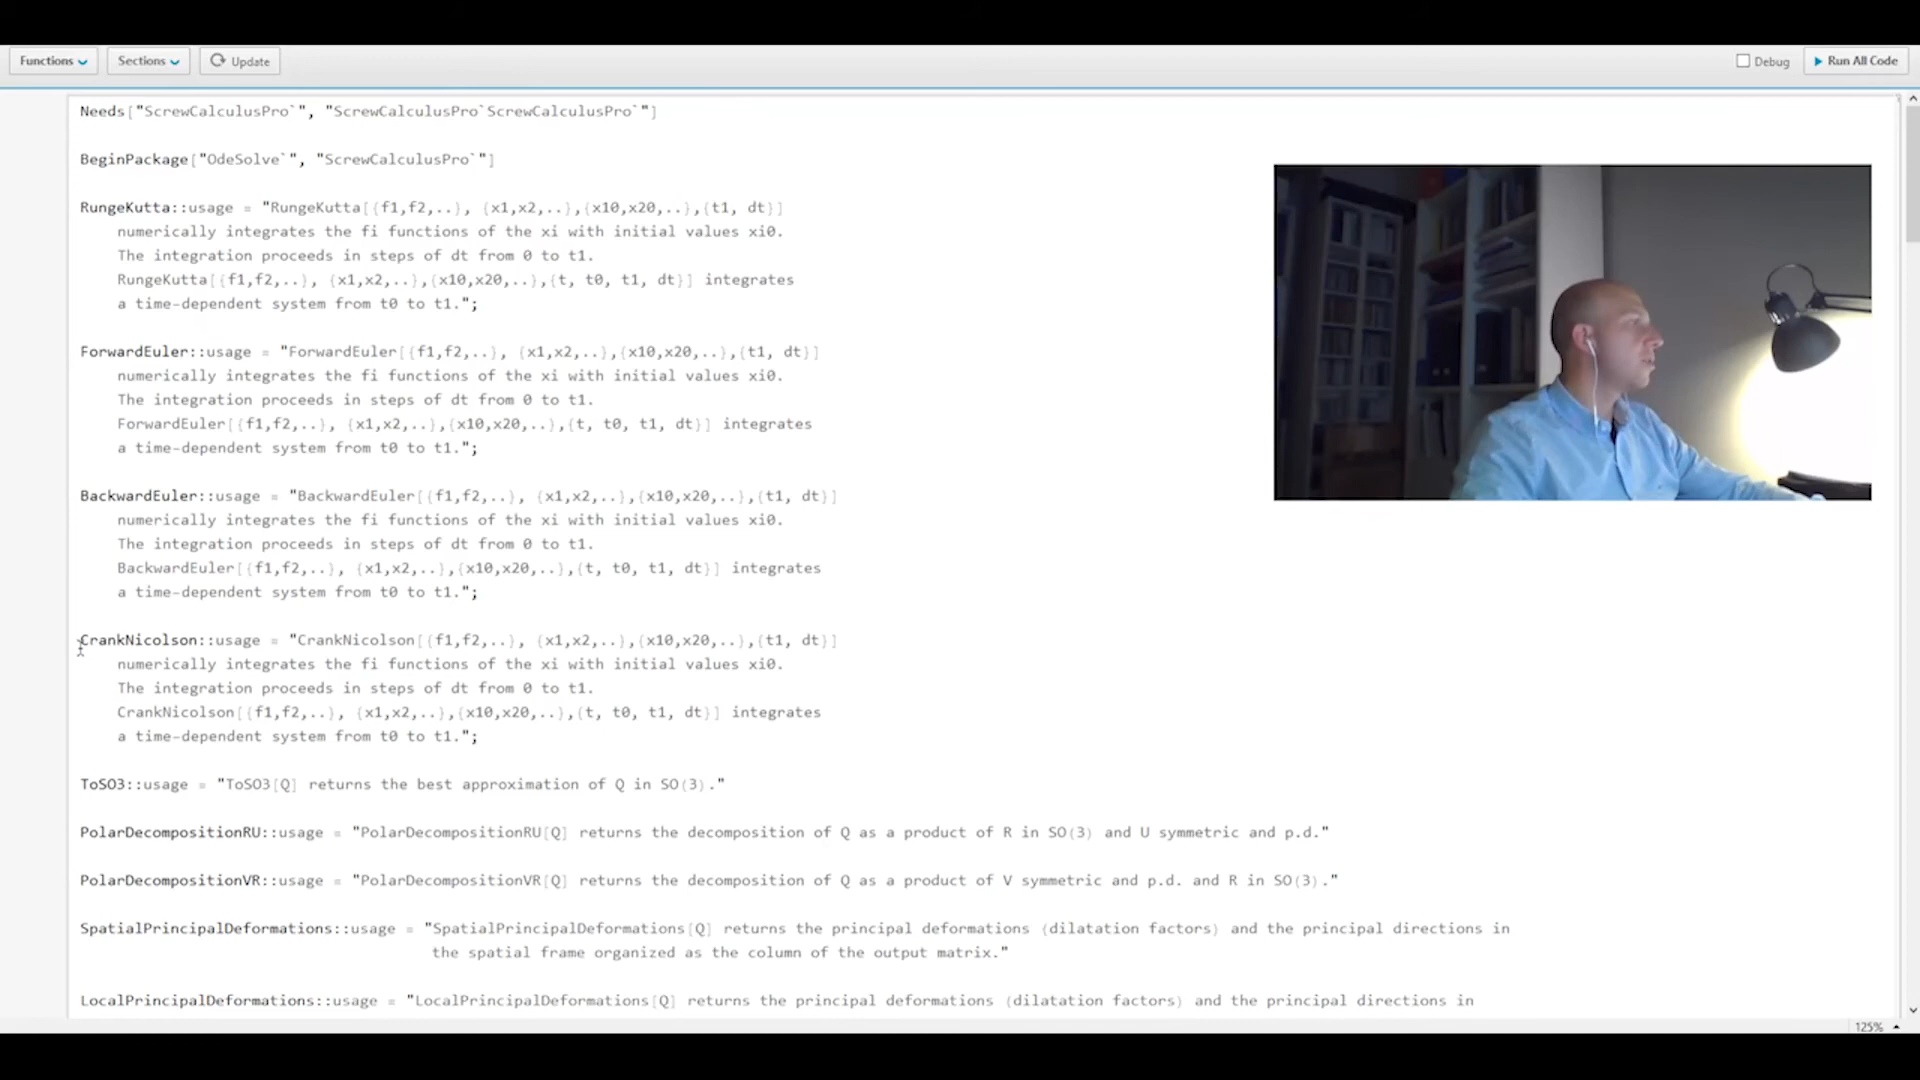 Functions Sections Update Debug Run All Code
Needs["ScrewCalculusPro`", "ScrewCalculusPro`ScrewCalculusPro`"]
BeginPackage["OdeSolve`", "ScrewCalculusPro`"]
RungeKutta::usage = "RungeKutta[{f1,f2,..}, {x1,x2,..},{x10,x20,..},{t1, dt}]
numerically integrates the fi functions of the xi with initial values xi0.
The integration proceeds in steps of dt from 0 to t1.
RungeKutta[{f1,f2,..}, {x1,x2,..},{x10,x20,..},{t, t0, t1, dt}] integrates
a time-dependent system from t0 to t1.";
ForwardEuler::usage = "ForwardEuler[{f1,f2,..}, {x1,x2,..},{x10,x20,..},{t1, dt}]
numerically integrates the fi functions of the xi with initial values xi0.
The integration proceeds in steps of dt from 0 to t1.
ForwardEuler[{f1,f2,..}, {x1,x2,..},{x10,x20,..},{t, t0, t1, dt}] integrates
a time-dependent system from t0 to t1.";
BackwardEuler::usage = "BackwardEuler[{f1,f2,..}, {x1,x2,..},{x10,x20,..},{t1, dt}]
numerically integrates the fi functions of the xi with initial values xi0.
The integration proceeds in steps of dt from 0 to t1.
BackwardEuler[{f1,f2,..}, {x1,x2,..},{x10,x20,..},{t, t0, t1, dt}] integrates
a time-dependent system from t0 to t1.";
CrankNicolson::usage = "CrankNicolson[{f1,f2,..}, {x1,x2,..},{x10,x20,..},{t1, dt}]
numerically integrates the fi functions of the xi with initial values xi0.
The integration proceeds in steps of dt from 0 to t1.
CrankNicolson[{f1,f2,..}, {x1,x2,..},{x10,x20,..},{t, t0, t1, dt}] integrates
a time-dependent system from t0 to t1.";
ToSO3::usage = "ToSO3[Q] returns the best approximation of Q in SO(3)."
PolarDecompositionRU::usage = "PolarDecompositionRU[Q] returns the decomposition of Q as a product of R in SO(3) and U symmetric and p.d."
PolarDecompositionVR::usage = "PolarDecompositionVR[Q] returns the decomposition of Q as a product of V symmetric and p.d. and R in SO(3)."
SpatialPrincipalDeformations::usage = "SpatialPrincipalDeformations[Q] returns the principal deformations (dilatation factors) and the principal directions in
the spatial frame organized as the column of the output matrix."
LocalPrincipalDeformations::usage = "LocalPrincipalDeformations[Q] returns the principal deformations (dilatation factors) and the principal directions in
125%